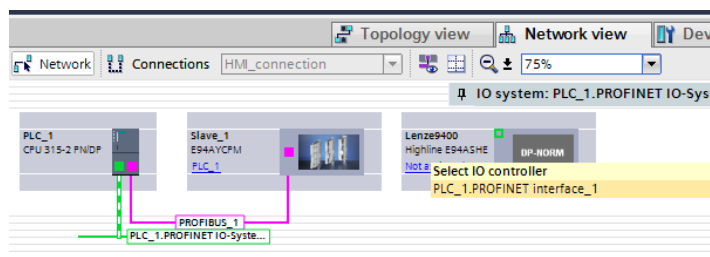 Topology view
Network view
Dev
Network
Connections
HMI_connection
75%
IO system: PLC_1.PROFINET IO-Sys
PLC_1
CPU 315-2 PN/DP
Slave_1
E94AYCPM
PLC_1
Lenze9400
Highline E94ASHE
DP-NORM
Not a
Select IO controller
PLC_1.PROFINET interface_1
PROFIBUS_1
PLC_1.PROFINET IO-Syste...